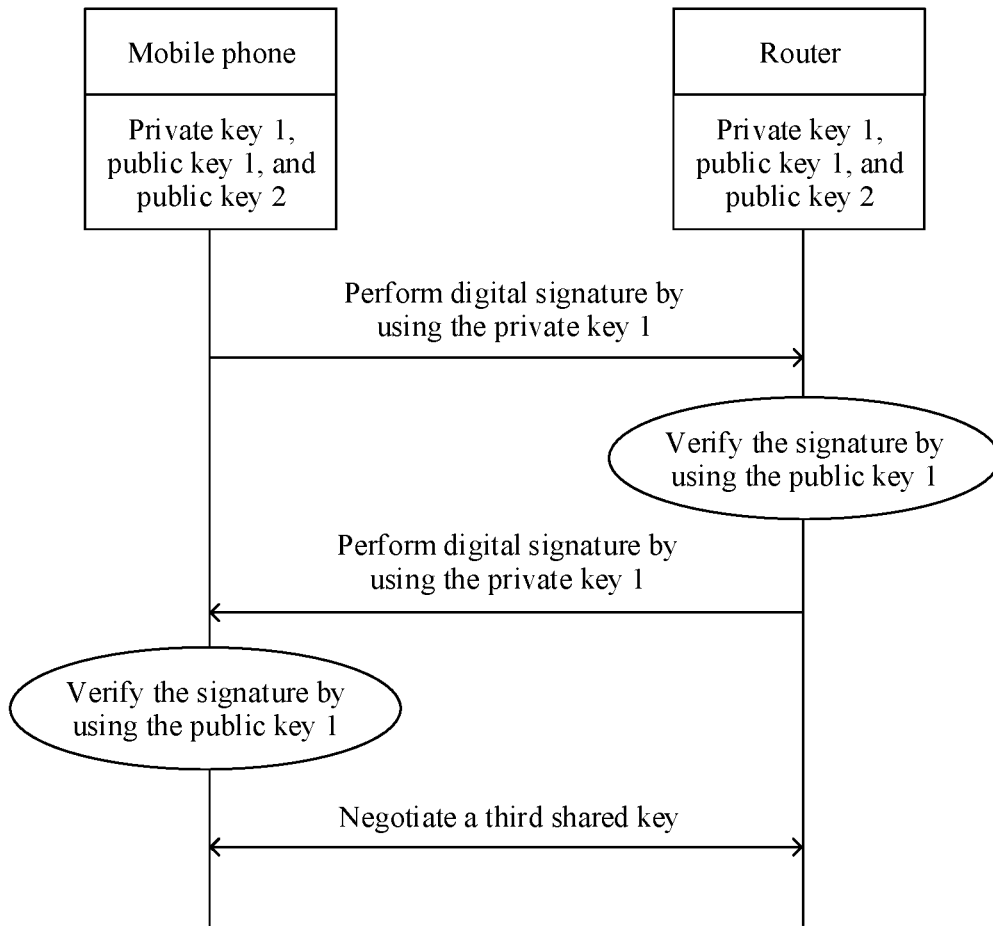 Mobile phone
Router
Private key 1,
public key 1, and
public key 2
Private key 1,
public key 1, and
public key 2
Perform digital signature by
using the private key 1
Verify the signature by
using the public key 1
Perform digital signature by
using the private key 1
Verify the signature by
using the public key 1
Negotiate a third shared key